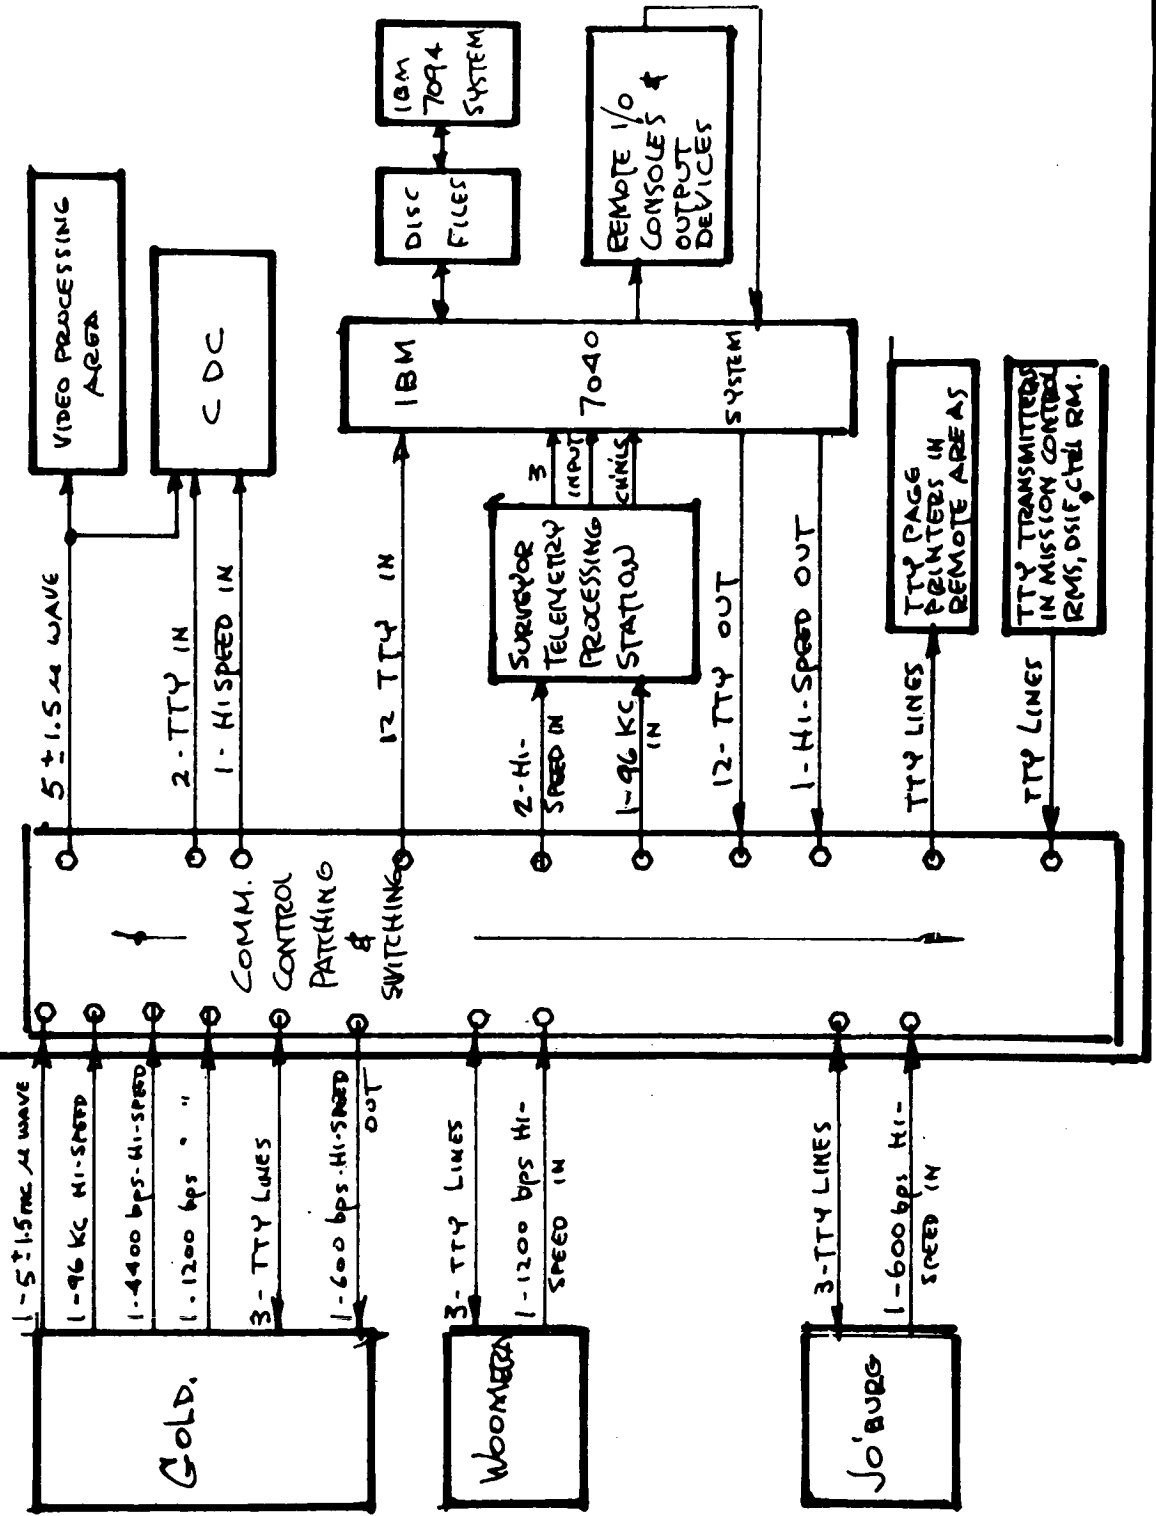 GOLD.
1-5±1.5mc μ WAVE
1-96 KC HI-SPEED
1-4400 bps-HI-SPEED
1.1200 bps " "
3- TTY LINES
1-600 bps-HI-SPEED
OUT
WOOMERA
3- TTY LINES
1-1200 bps HI-
SPEED IN
JO'BURG
3-TTY LINES
1-600 bps HI-
SPEED IN
COMM.
CONTROL
PATCHING
&
SWITCHING
5±1.5 μ WAVE
2-TTY IN
1-HI SPEED IN
12 TTY IN
2-HI-
SPEED IN
1-96 KC
IN
12-TTY OUT
1-HI-SPEED OUT
TTY LINES
TTY LINES
VIDEO PROCESSING
AREA
CDC
SURVEYOR
TELEMETRY
PROCESSING
STATION
3
INPUT
CHNLS
IBM
7040
SYSTEM
DISC
FILES
IBM
7094
SYSTEM
REMOTE I/O
CONSOLES &
OUTPUT
DEVICES
TTY PAGE
PRINTERS IN
REMOTE AREAS
TTY TRANSMITTERS
IN MISSION CONTROL
RMS, DSIF, CTRL RM.